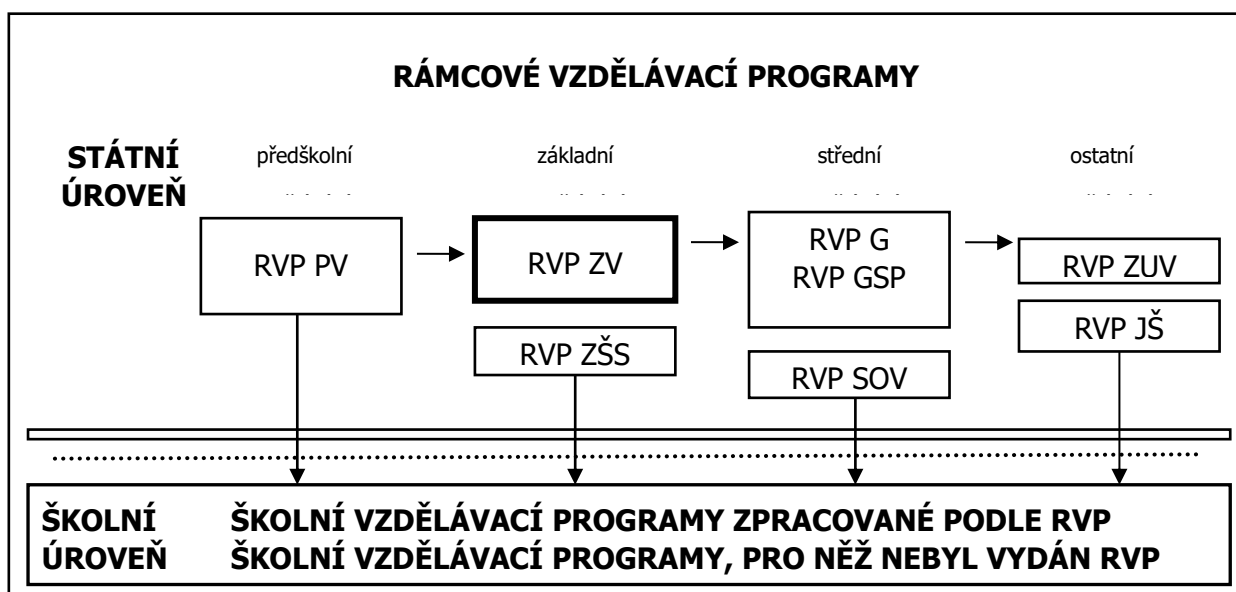 RÁMCOVÉ VZDĚLÁVACÍ PROGRAMY
STÁTNÍ
ÚROVEŇ
předškolní
základní
střední
ostatní
RVP PV
RVP ZV
RVP ZŠS
RVP G
RVP GSP
RVP SOV
RVP ZUV
RVP JŠ
ŠKOLNÍ ŠKOLNÍ VZDĚLÁVACÍ PROGRAMY ZPRACOVANÉ PODLE RVP
ÚROVEŇ ŠKOLNÍ VZDĚLÁVACÍ PROGRAMY, PRO NĚŽ NEBYL VYDÁN RVP